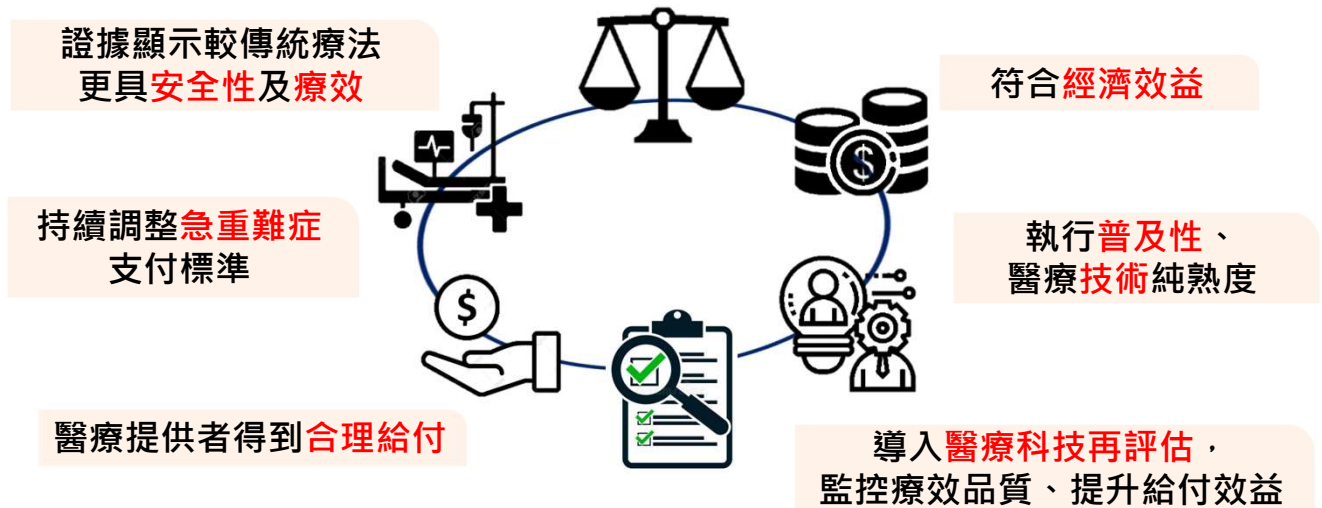 證據顯示較傳統療法
更具安全性及療效
符合經濟效益
持續調整急重難症
支付標準
執行普及性、
醫療技術純熟度
醫療提供者得到合理給付
導入醫療科技再評估，
監控療效品質、提升給付效益
$
$